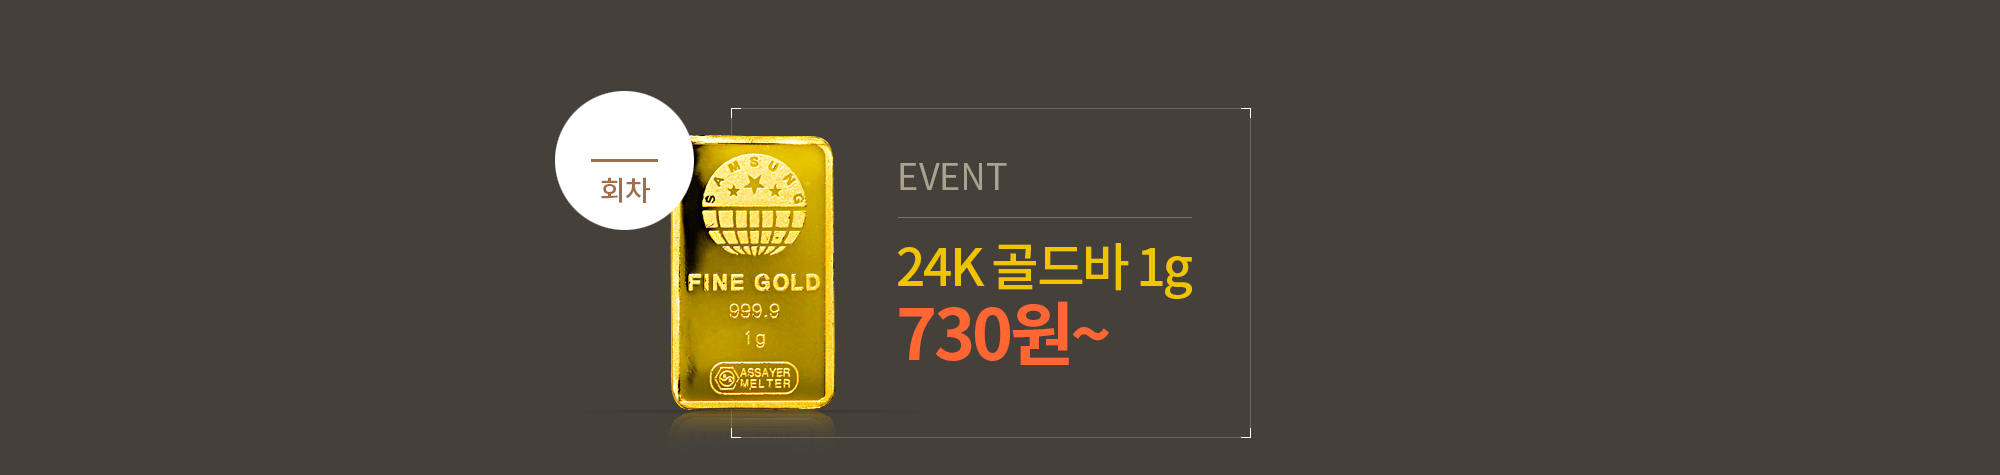 회차
SAMSUNG
FINE GOLD
999.9
1g
ASSAYER
MELTER
EVENT
24K 골드바 1g
730원~